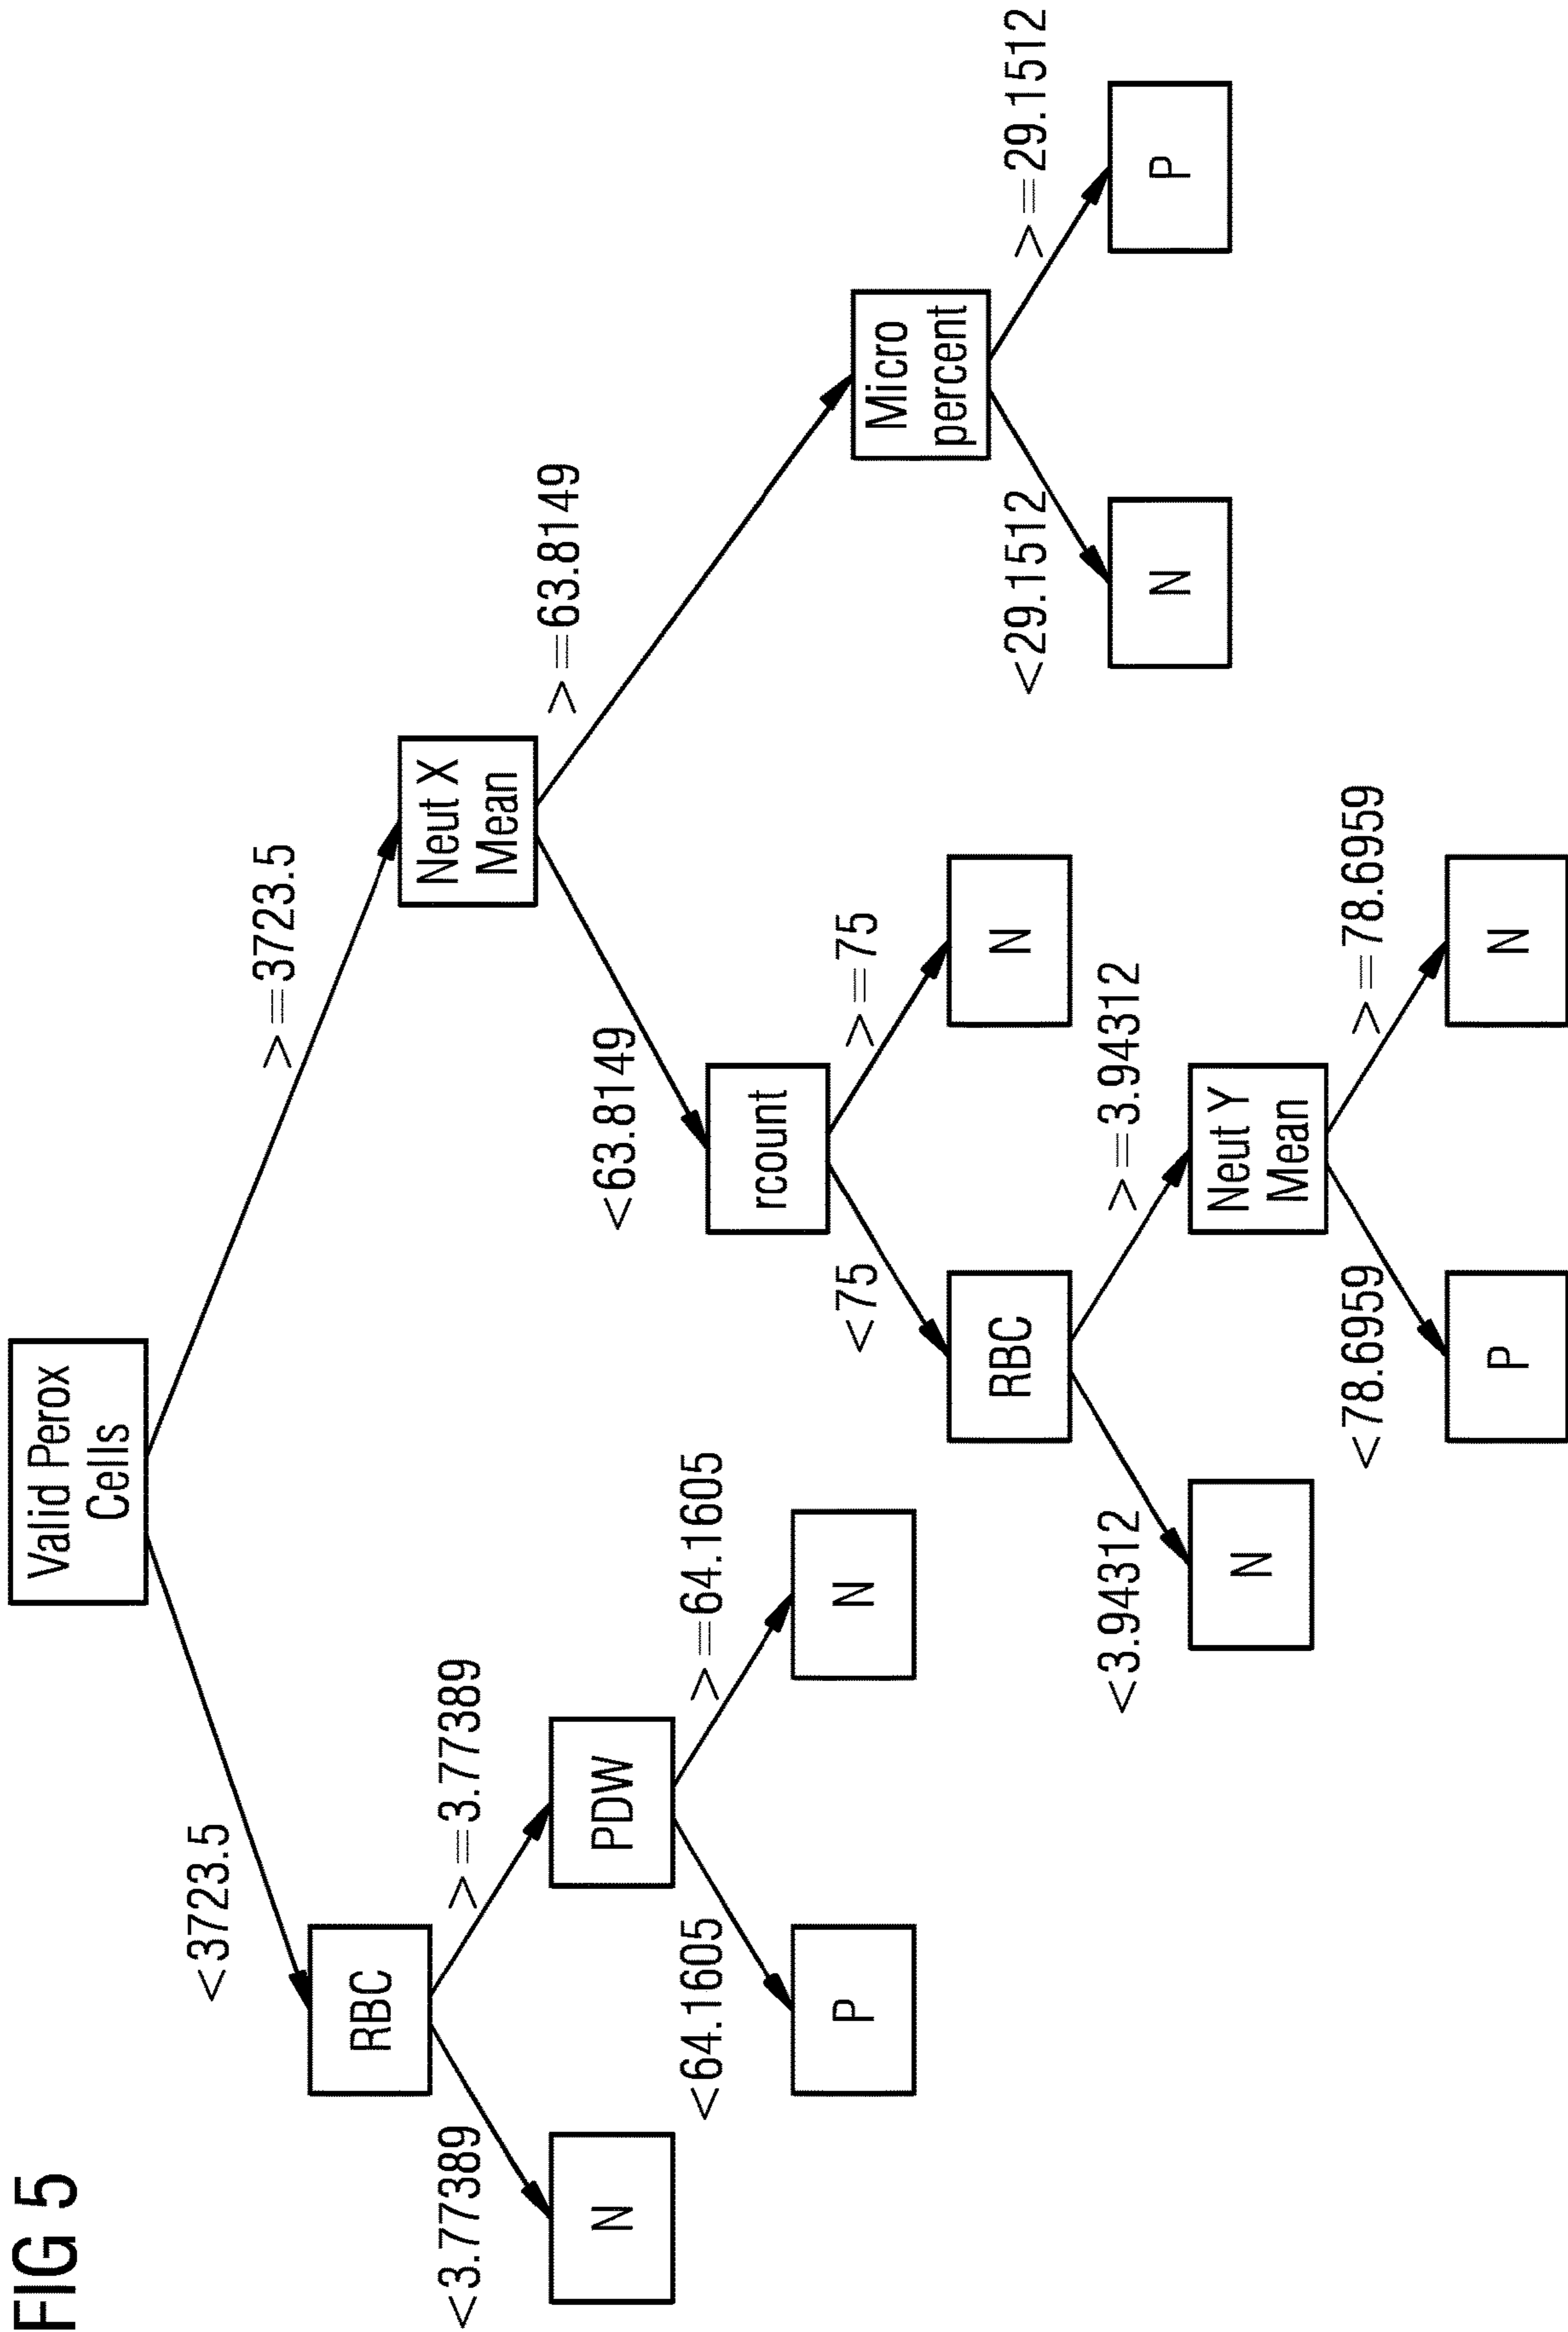 FIG 5
Valid Perox
Cells
<3723.5
>=3723.5
RBC
Neut X
Mean
<3.77389
>=3.77389
<63.8149
>=63.8149
N
PDW
rcount
Micro
percent
<64.1605
>=64.1605
<75
>=75
<29.1512
>=29.1512
P
N
RBC
N
N
P
<3.94312
>=3.94312
N
Neut Y
Mean
<78.6959
>=78.6959
P
N